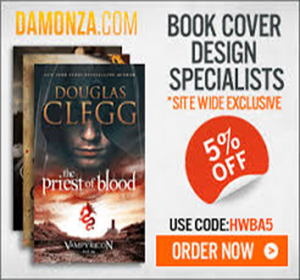 DAMONZA.COM
DOUGLAS
CLEGG
the
priest of blood
VAMPYRICON
BOOK COVER
DESIGN
SPECIALISTS
*SITE WIDE EXCLUSIVE
5%
OFF
USE CODE:HWBA5
ORDER NOW